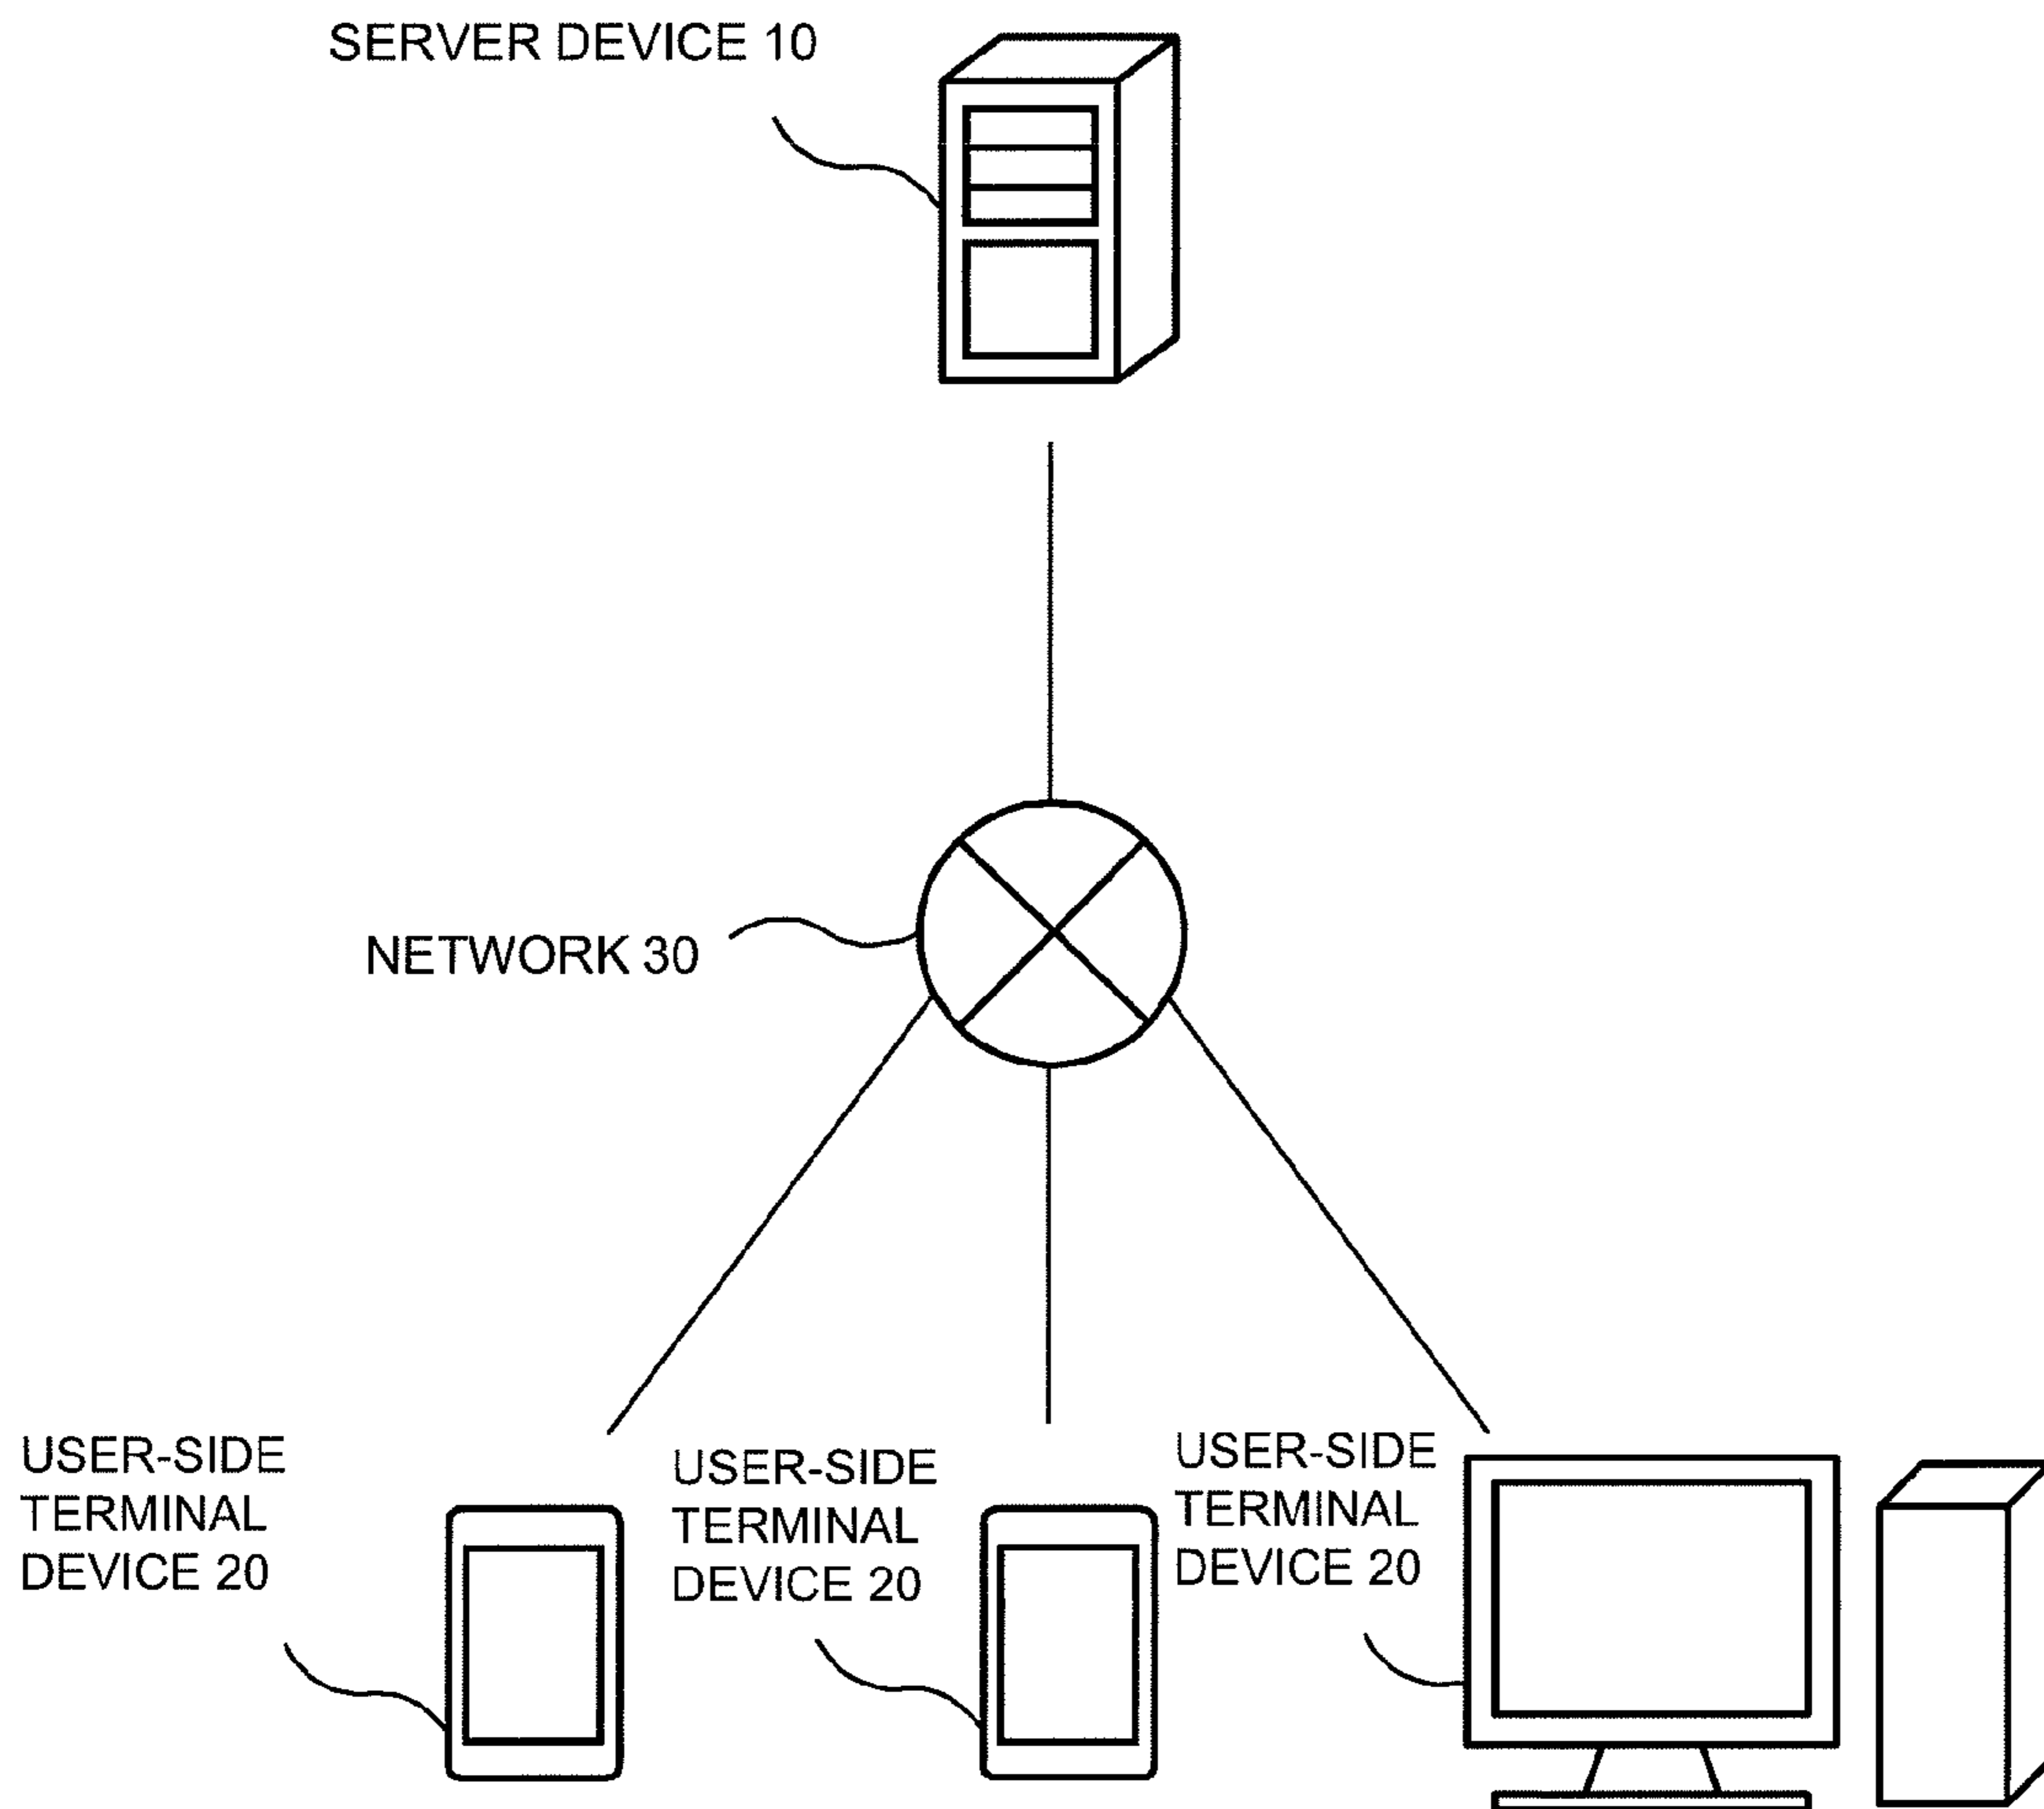 SERVER DEVICE 10
NETWORK 30
USER-SIDE
TERMINAL
DEVICE 20
USER-SIDE
TERMINAL
DEVICE 20
USER-SIDE
TERMINAL
DEVICE 20